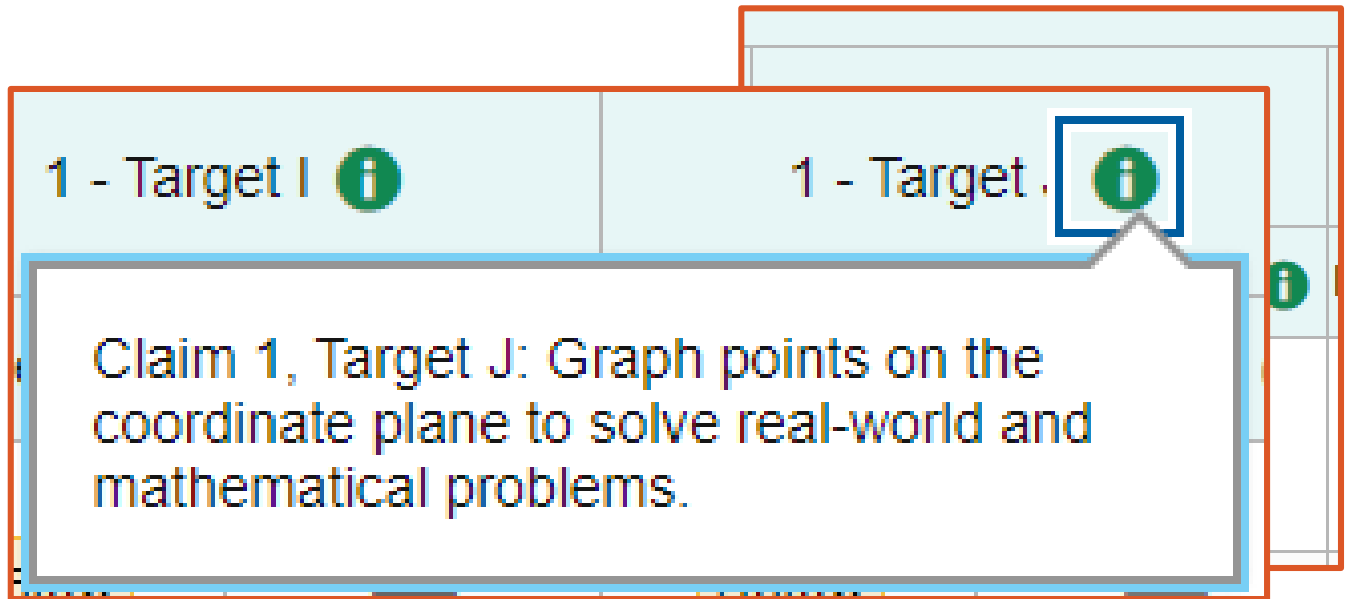 1 - Target I
1 - Target
Claim 1, Target J: Graph points on the
coordinate plane to solve real-world and
mathematical problems.